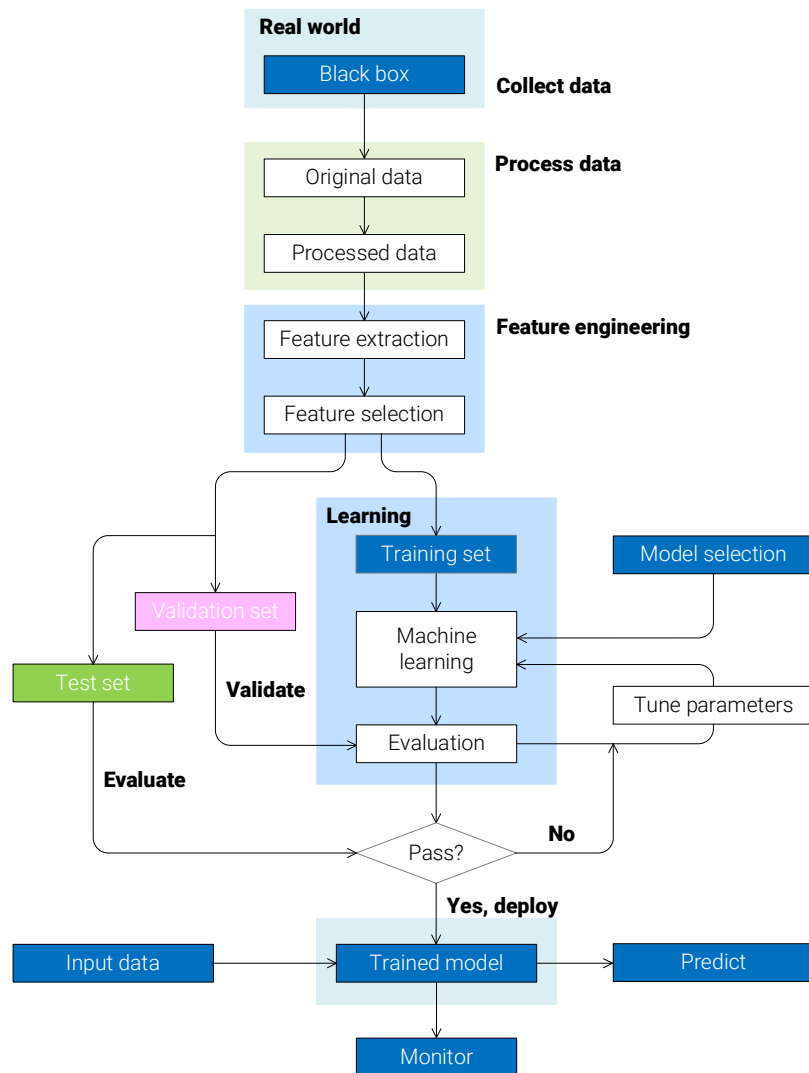 Real world
Black box
Collect data
Original data
Process data
Processed data
Feature extraction
Feature engineering
Feature selection
Learning
Training set
Model selection
Validation set
Machine
learning
Test set
Validate
Tune parameters
Evaluation
Evaluate
No
Pass?
Yes, deploy
Input data
Trained model
Predict
Monitor